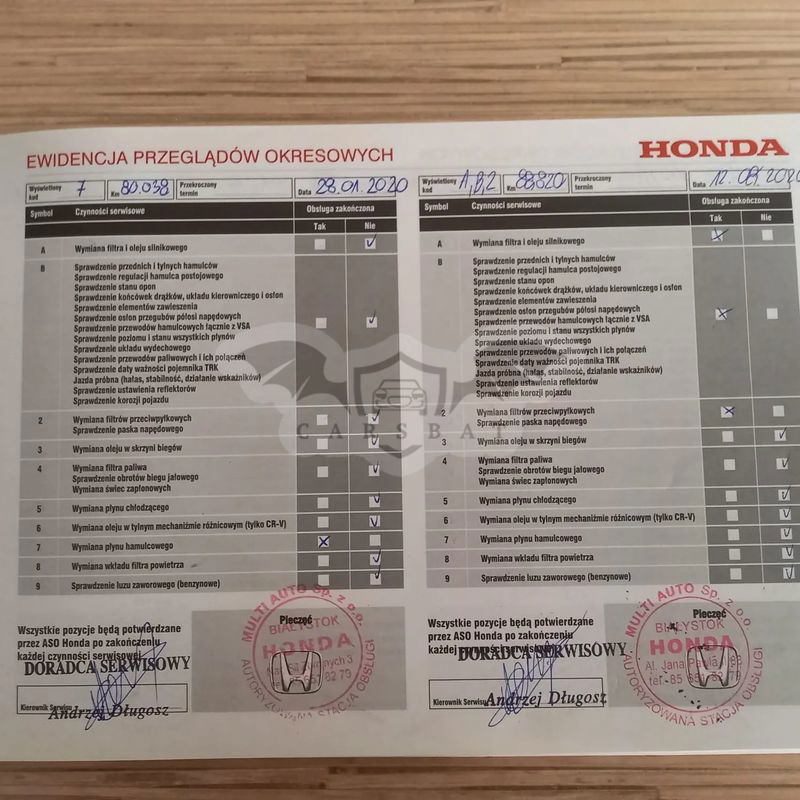 EWIDENCJA PRZEGLĄDÓW OKRESOWYCH
HONDA
Wyświetlony kod 7 Km 80.038 Przekroczany termin Data 28.01.2020
Symbol Czynności serwisowe Obsługa zakończona
Tak Nie
A Wymiana filtra i oleju silnikowego
B Sprawdzenie przednich i tylnych hamulców
Sprawdzenie regulacji hamulca postojowego
Sprawdzenie stanu opon
Sprawdzenie końcówek drążków, układu kierowniczego i osłon
Sprawdzenie elementów zawieszenia
Sprawdzenie osłon przegubów półosi napędowych
Sprawdzenie przewodów hamulcowych łącznie z VSA
Sprawdzenie poziomu i stanu wszystkich płynów
Sprawdzenie układu wydechowego
Sprawdzenie przewodów paliwowych i ich połączeń
Sprawdzenie daty ważności pojemnika TRK
Jazda próbna (hałas, stabilność, działanie wskaźników)
Sprawdzenie ustawienia reflektorów
Sprawdzenie korozji pojazdu
2 Wymiana filtrów przeciwpyłkowych
Sprawdzenie paska napędowego
3 Wymiana oleju w skrzyni biegów
4 Wymiana filtra paliwa
Sprawdzenie obrotów biegu jałowego
Wymiana świec zapłonowych
5 Wymiana płynu chłodzącego
6 Wymiana oleju w tylnym mechaniźmie różnicowym (tylko CR-V)
7 Wymiana płynu hamulcowego
8 Wymiana wkładu filtru powietrza
9 Sprawdzenie luzu zaworowego (benzynowe)
Wszystkie pozycje będą potwierdzane
przez ASO Honda po zakończeniu
każdej czynności serwisowej
DORADCA SERWISOWY
Kierownik Serwisu Andrzej Długosz
Pieczęć
MULTI AUTO Sp. z o.o.
BIAŁYSTOK
HONDA
AUTORYZOWANA STACJA OBSŁUGI
Wyświetlony kod A,B,2 Km 88,820 Przekroczany termin Data
Symbol Czynności serwisowe Obsługa zakończona
Tak Nie
A Wymiana filtra i oleju silnikowego
B Sprawdzenie przednich i tylnych hamulców
Sprawdzenie regulacji hamulca postojowego
Sprawdzenie stanu opon
Sprawdzenie końcówek drążków, układu kierowniczego i osłon
Sprawdzenie elementów zawieszenia
Sprawdzenie osłon przegubów półosi napędowych
Sprawdzenie przewodów hamulcowych łącznie z VSA
Sprawdzenie poziomu i stanu wszystkich płynów
Sprawdzenie układu wydechowego
Sprawdzenie przewodów paliwowych i ich połączeń
Sprawdzenie daty ważności pojemnika TRK
Jazda próbna (hałas, stabilność, działanie wskaźników)
Sprawdzenie ustawienia reflektorów
Sprawdzenie korozji pojazdu
2 Wymiana filtrów przeciwpyłkowych
Sprawdzenie paska napędowego
3 Wymiana oleju w skrzyni biegów
4 Wymiana filtra paliwa
Sprawdzenie obrotów biegu jałowego
Wymiana świec zapłonowych
5 Wymiana płynu chłodzącego
6 Wymiana oleju w tylnym mechaniźmie różnicowym (tylko CR-V)
7 Wymiana płynu hamulcowego
8 Wymiana wkładu filtru powietrza
9 Sprawdzenie luzu zaworowego (benzynowe)
Wszystkie pozycje będą potwierdzane
przez ASO Honda po zakończeniu
każdej czynności
DORADCA SERWISOWY
Kierownik Serwisu Andrzej Długosz
Pieczęć
MULTI AUTO Sp. z o.o.
BIAŁYSTOK
HONDA
Al. Jana
AUTORYZOWANA STACJA OBSŁUGI
CARSBAT